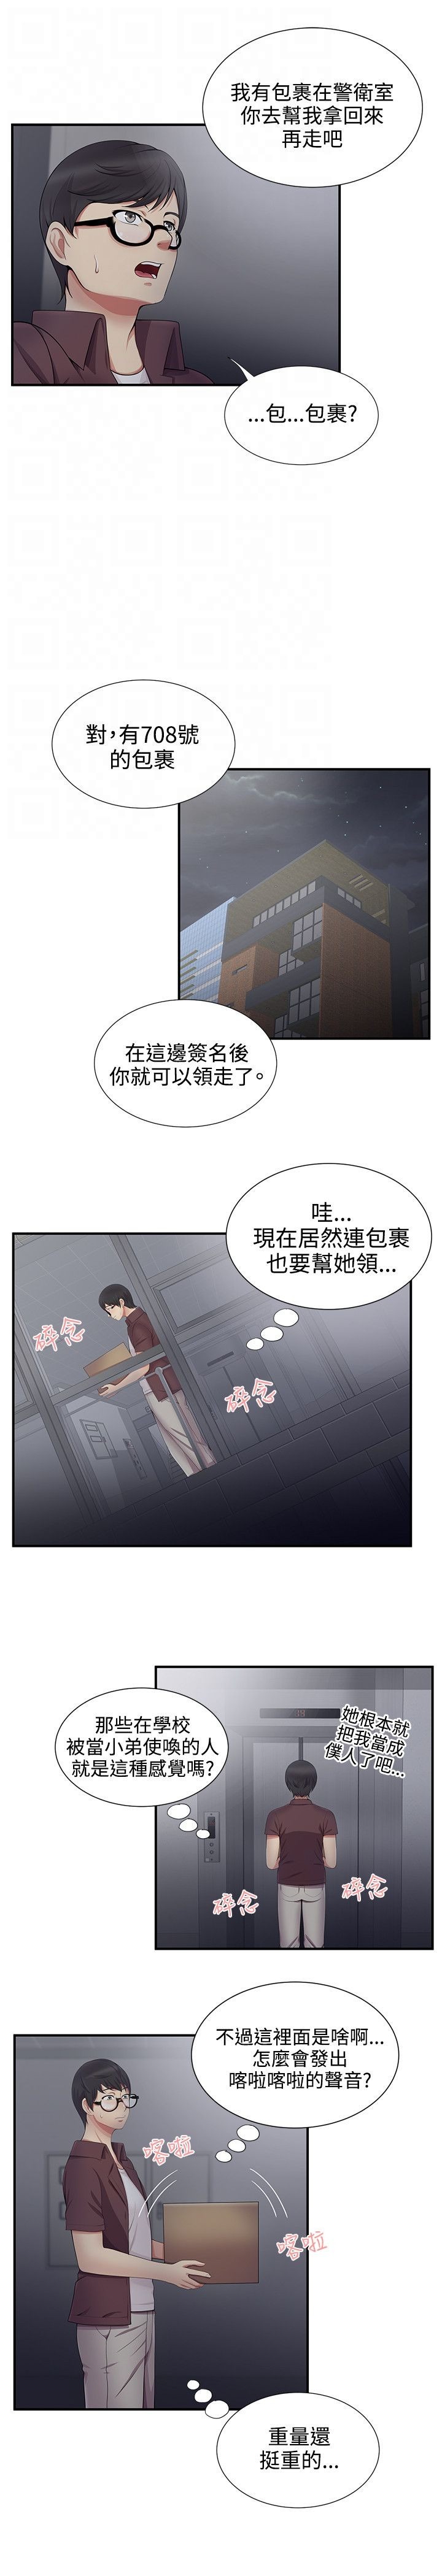 我有包裹在警衛室
你去幫我拿回來
再走吧
...包...包裹?
對,有708號
的包裹
在這邊簽名後
你就可以領走了。
哇...
現在居然連包裹
也要幫她領...
碎念
碎念
那些在學校
被當小弟使喚的人
就是這種感覺嗎?
她根本就
把我當成
僕人了吧...
碎念
碎念
不過這裡面是啥啊...
怎麼會發出
喀啦喀啦的聲音?
喀啦
喀啦
重量還
挺重的...